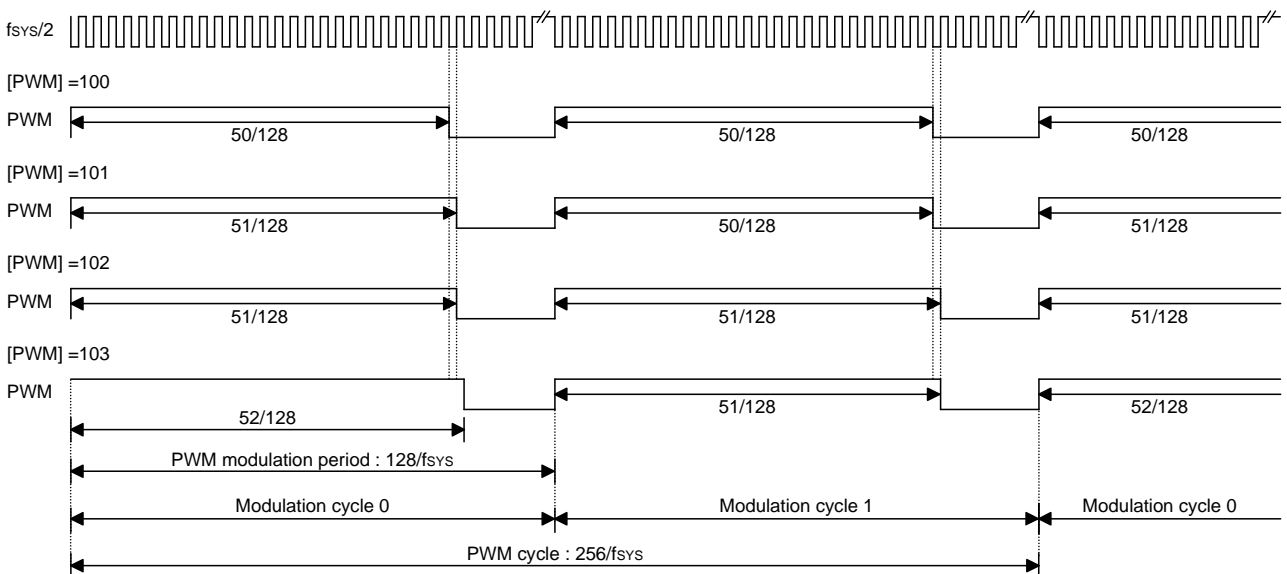 fSYS/2
[PWM] =100
PWM
50/128
50/128
50/128
[PWM] =101
PWM
51/128
50/128
51/128
[PWM] =102
PWM
51/128
51/128
51/128
[PWM] =103
PWM
52/128
51/128
52/128
PWM modulation period : 128/fSYS
Modulation cycle 0
Modulation cycle 1
Modulation cycle 0
PWM cycle : 256/fSYS